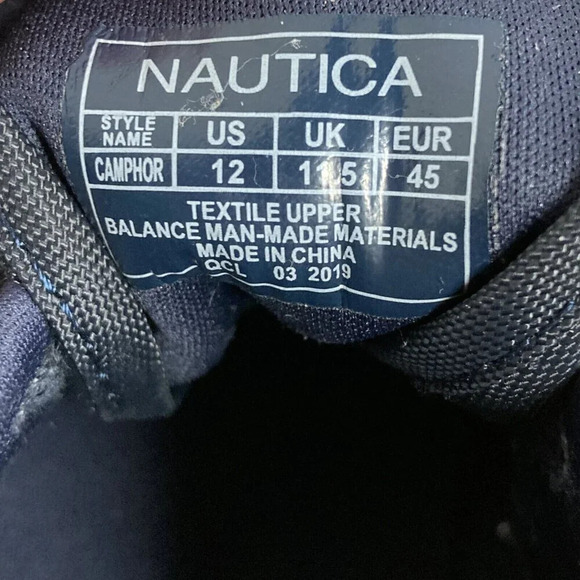 NAUTICA
STYLE NAME US UK EUR
CAMPHOR 12 11.5 45
TEXTILE UPPER
BALANCE MAN-MADE MATERIALS
MADE IN CHINA
QCL 03 2019